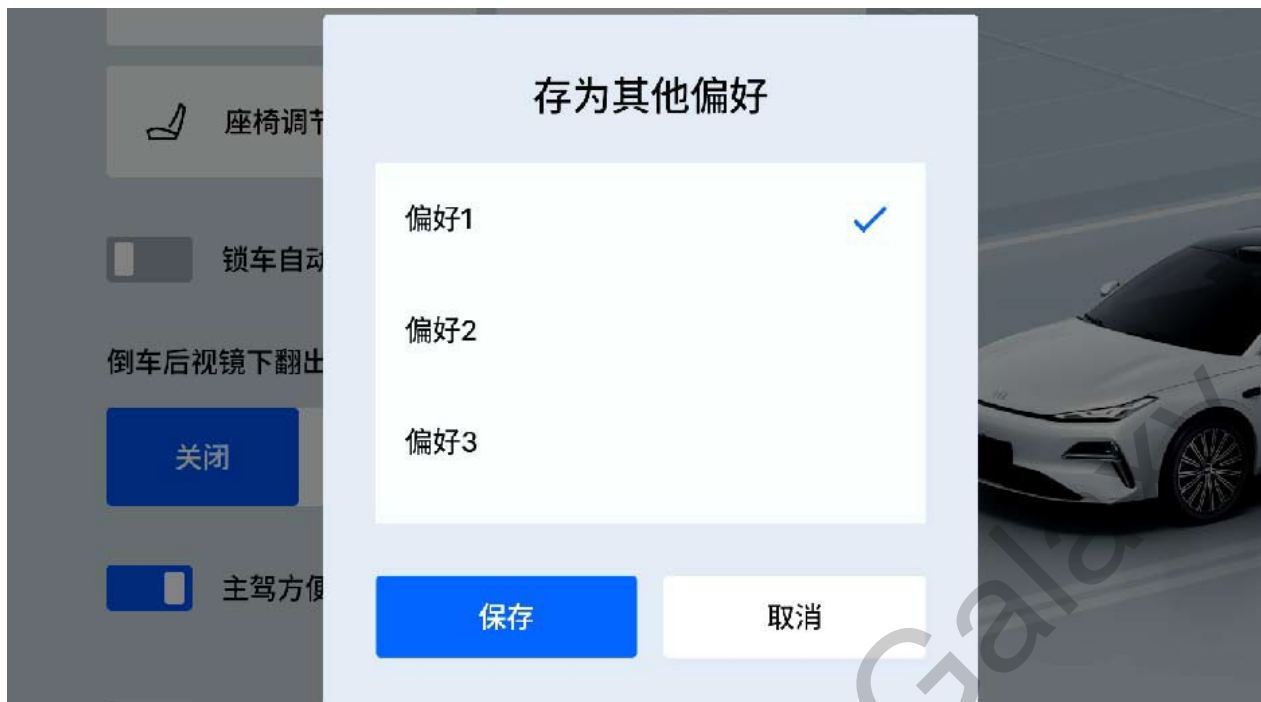 存为其他偏好
座椅调节
偏好1
锁车自动
偏好2
倒车后视镜下翻出
偏好3
关闭
主驾方便
保存
取消
Galaxy